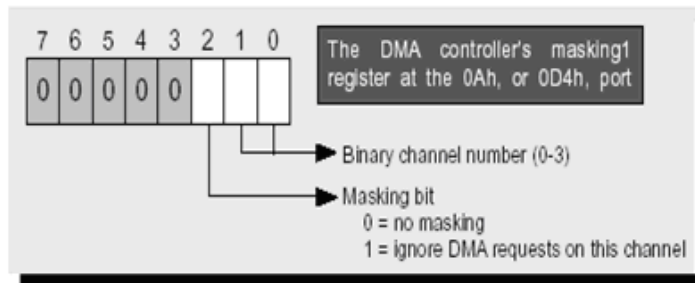 7 6 5 4 3 2 1 0
0 0 0 0 0
The DMA controller's masking1
register at the 0Ah, or 0D4h, port
Binary channel number (0-3)
Masking bit
0 = no masking
1 = ignore DMA requests on this channel